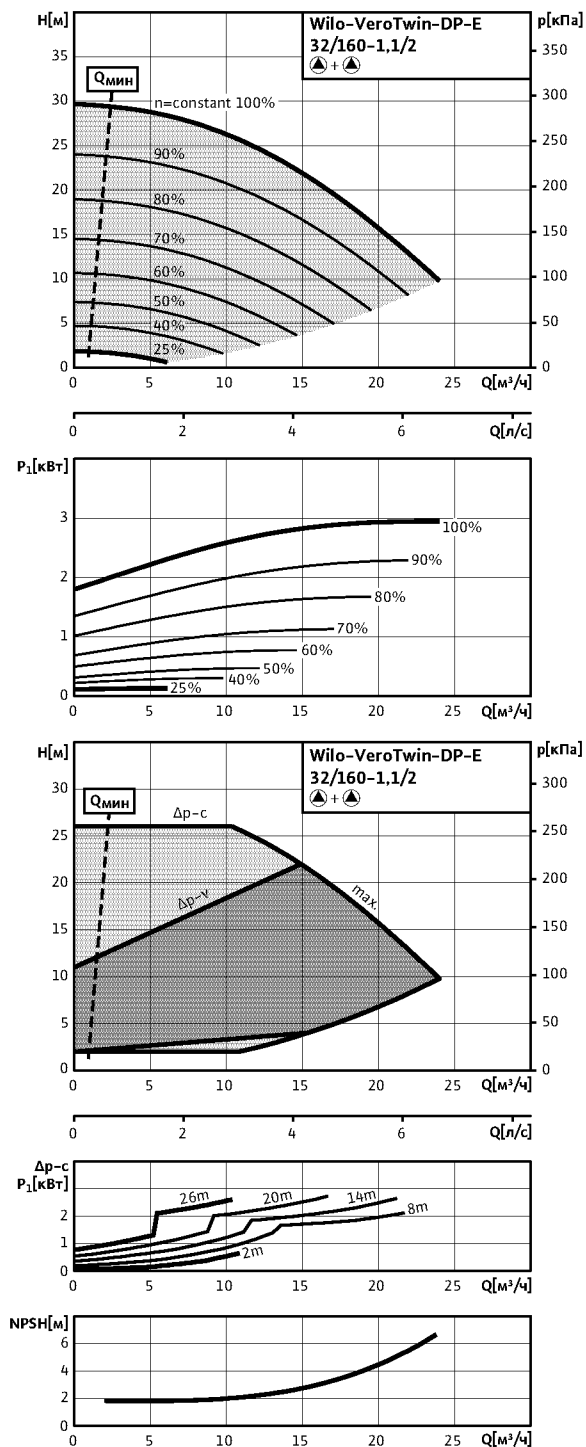 H[м]
p[кПа]
Wilo-VeroTwin-DP-E
32/160-1,1/2
+
Qмин
n=constant 100%
90%
80%
70%
60%
50%
40%
25%
35
30
25
20
15
10
5
0
350
300
250
200
150
100
50
0
0 5 10 15 20 25 Q[м³/ч]
0 2 4 6 Q[л/с]
P₁[кВт]
3
2
1
0
100%
90%
80%
70%
60%
50%
40%
25%
0 5 10 15 20 25 Q[м³/ч]
H[м]
p[кПа]
Wilo-VeroTwin-DP-E
32/160-1,1/2
+
Qмин
Δp-c
Δp-v
max.
30
25
20
15
10
5
0
300
250
200
150
100
50
0
0 5 10 15 20 25 Q[м³/ч]
0 2 4 6 Q[л/с]
Δp-c
P₁[кВт]
2
1
0
26m
20m
14m
8m
2m
0 5 10 15 20 25 Q[м³/ч]
NPSH[м]
6
4
2
0
0 5 10 15 20 25 Q[м³/ч]